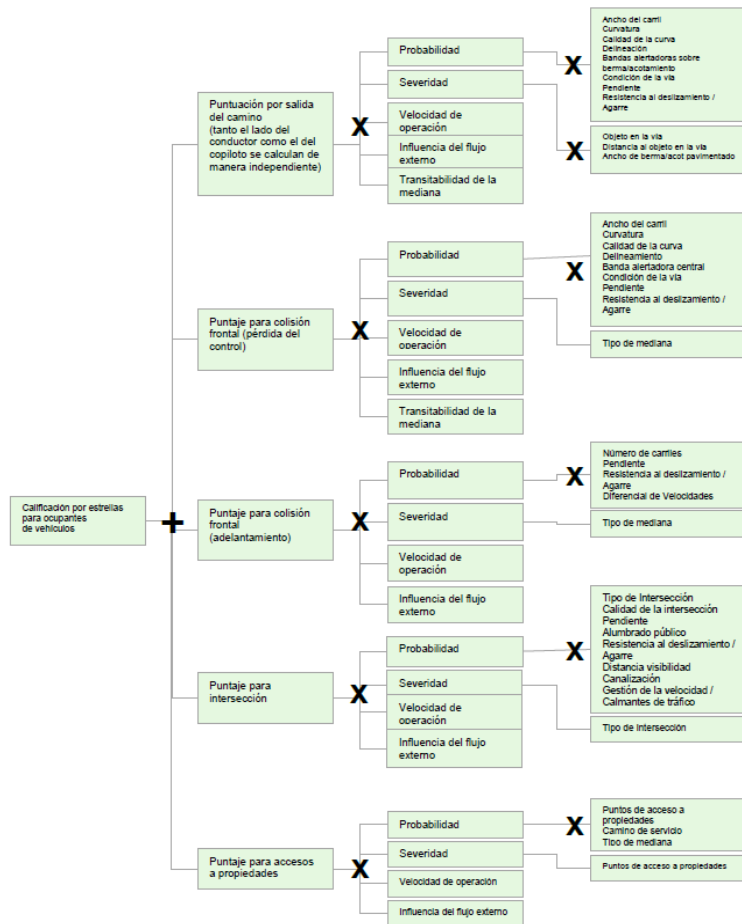 Calificación por estrellas
para ocupantes
de vehículos
+
Puntuación por salida
del camino
(tanto el lado del
conductor como el del
copiloto se calculan de
manera independiente)
X
Probabilidad
Severidad
Velocidad de
operación
Influencia del flujo
externo
Transitabilidad de la
mediana
X
Ancho del carril
Curvatura
Calidad de la curva
Delineación
Bandas alertadoras sobre
berma/acotamiento
Condición de la vía
Pendiente
Resistencia al deslizamiento /
Agarre
X
Objeto en la vía
Distancia al objeto en la vía
Ancho de berma/acot pavimentado
Puntaje para colisión
frontal (pérdida del
control)
X
Probabilidad
Severidad
Velocidad de
operación
Influencia del flujo
externo
Transitabilidad de la
mediana
X
Ancho del carril
Curvatura
Calidad de la curva
Delineamiento
Banda alertadora central
Condición de la vía
Pendiente
Resistencia al deslizamiento /
Agarre
Tipo de mediana
Puntaje para colisión
frontal
(adelantamiento)
X
Probabilidad
Severidad
Velocidad de
operación
Influencia del flujo
externo
X
Número de carriles
Pendiente
Resistencia al deslizamiento /
Agarre
Diferencial de Velocidades
Tipo de mediana
Puntaje para
intersección
X
Probabilidad
Severidad
Velocidad de
operación
Influencia del flujo
externo
X
Tipo de Intersección
Calidad de la intersección
Pendiente
Alumbrado público
Resistencia al deslizamiento /
Agarre
Distancia visibilidad
Canalización
Gestión de la velocidad /
Calmantes de tráfico
Tipo de Intersección
Puntaje para accesos
a propiedades
X
Probabilidad
Severidad
Velocidad de operación
Influencia del flujo externo
X
Puntos de acceso a
propiedades
Camino de servicio
Tipo de mediana
Puntos de acceso a propiedades